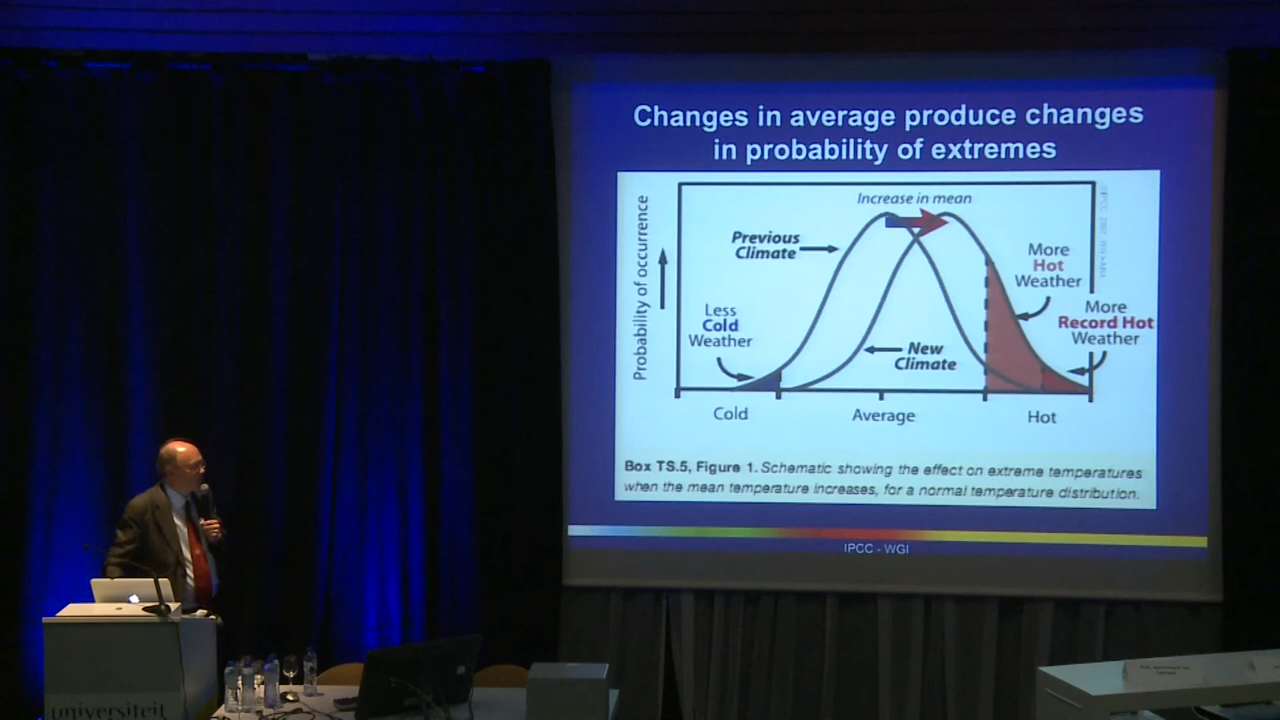 Changes in average produce changes
in probability of extremes
Increase in mean
Previous
Climate
Probability of occurrence
More
Hot
Weather
Less
Cold
Weather
More
Record Hot
Weather
New
Climate
Cold
Average
Hot
Box TS.5, Figure 1. Schematic showing the effect on extreme temperatures
when the mean temperature increases, for a normal temperature distribution.
IPCC - WGI
universiteit